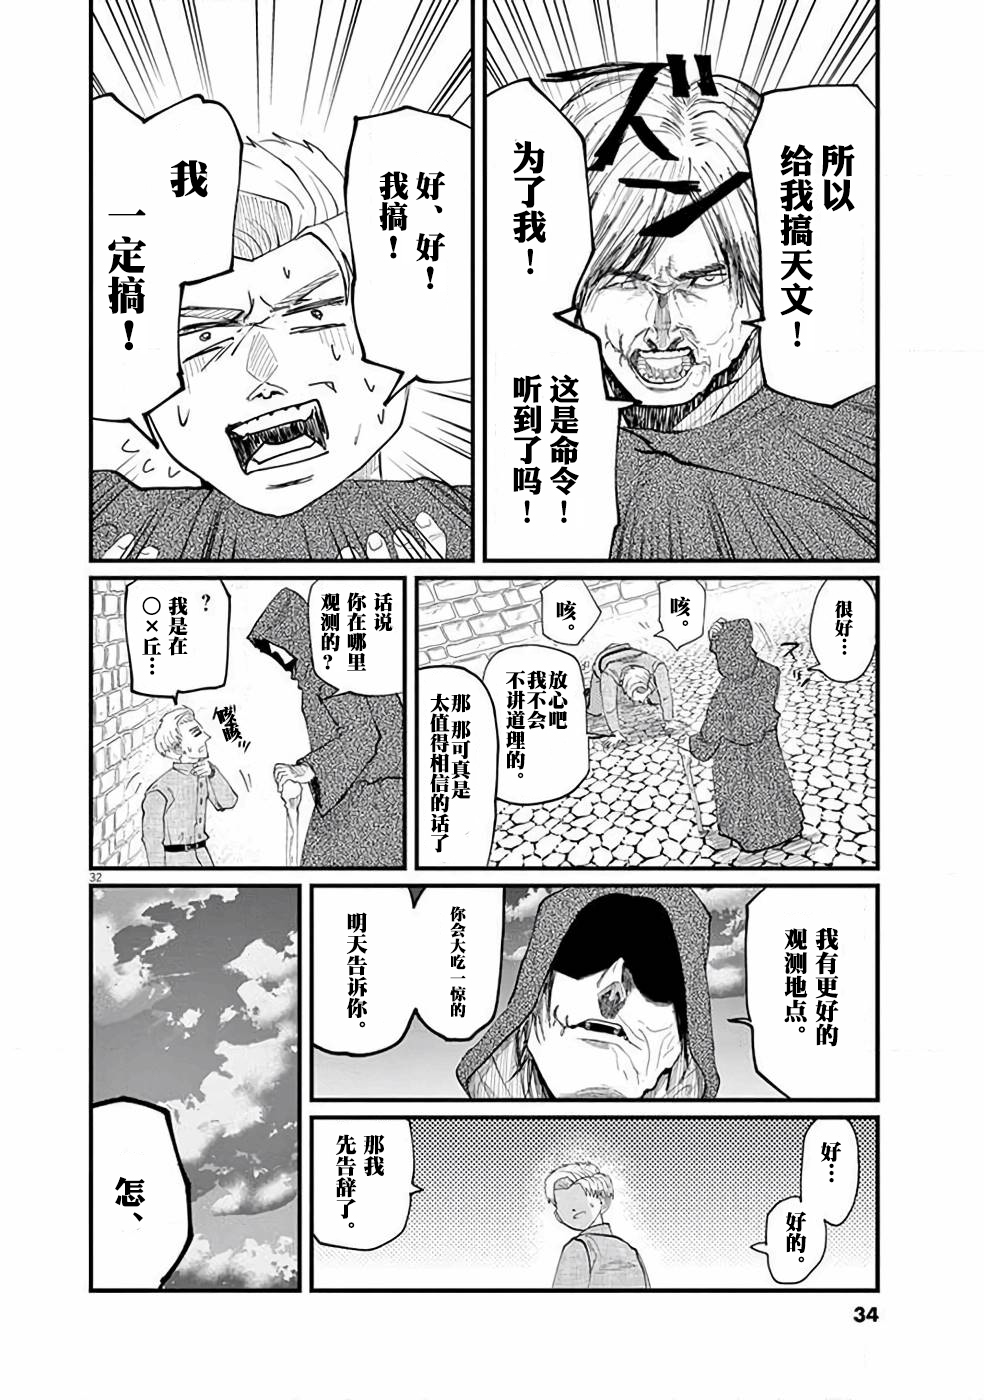 所以
给我搞天文！
ズン
为了我！
这是命令！
听到了吗！
好、好！
我搞！
我
一定搞！
很好…
ス
咳。
咳。
放心吧
我不会
不讲道理的。
那 那可真是
太值得相信的话了
话说
你在哪里
观测的？
咳咳
？
我是在
○×丘…
32
我有更好的
观测地点。
你会大吃一惊的
明天告诉你。
好…
好的。
那我
先告辞了。
怎、
34